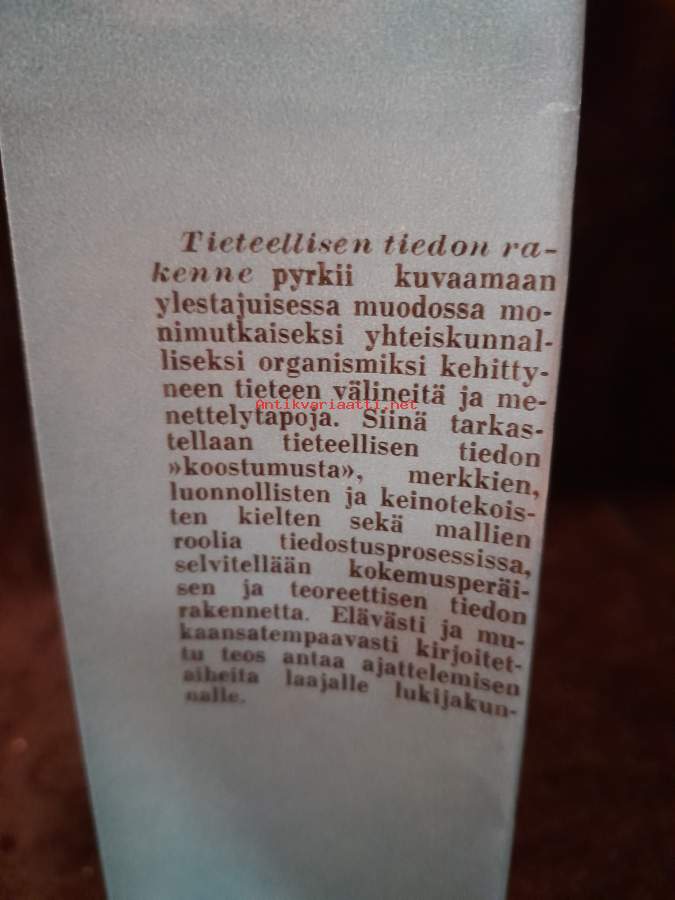 Tieteellisen tiedon ra-
kenne pyrkii kuvaamaan
ylestajuisessa muodossa mo-
nimutkaiseksi yhteiskunnal-
liseksi organismiksi kehitty-
neen tieteen välineitä ja me-
Antikvariaatti.net
nettelytapoja. Siinä tarkas-
tellaan tieteellisen tiedon
»koostumusta», merkkien,
luonnollisten ja keinotekois-
ten kielten sekä mallien
roolia tiedostusprosessissa,
selvitellään kokemusperäi-
sen ja teoreettisen tiedon
rakennetta. Elävästi ja mu-
kaansatempaavasti kirjoitet-
tu teos antaa ajattelemisen
aiheita laajalle lukijakun-
nalle.